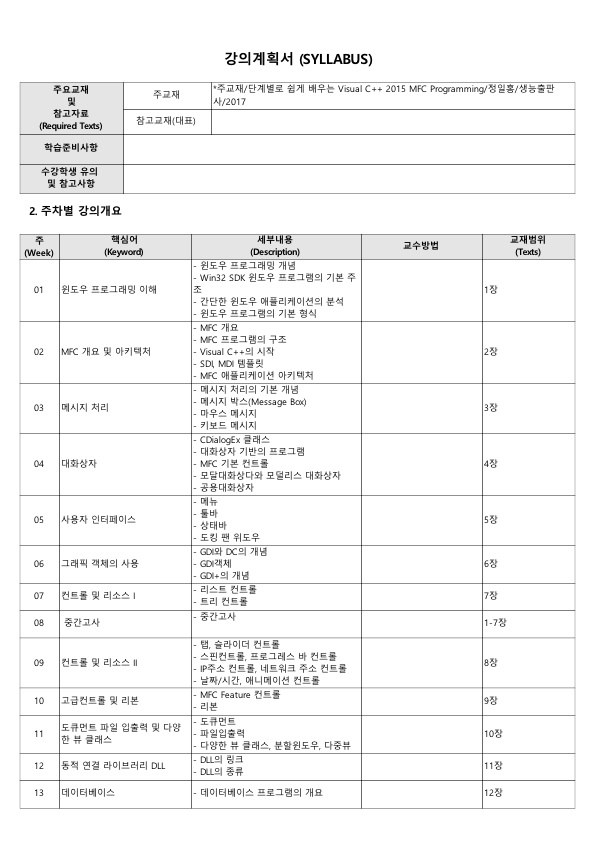 강의계획서 (SYLLABUS)
주요교재
및
참고자료
(Required Texts)
주교재
*주교재/단계별로 쉽게 배우는 Visual C++ 2015 MFC Programming/정일홍/생능출판
사/2017
참고교재(대표)
학습준비사항
수강학생 유의
및 참고사항
2. 주차별 강의개요
주
(Week)
핵심어
(Keyword)
세부내용
(Description)
교수방법
교재범위
(Texts)
01
윈도우 프로그래밍 이해
- 윈도우 프로그래밍 개념
- Win32 SDK 윈도우 프로그램의 기본 주
조
- 간단한 윈도우 애플리케이션의 분석
- 윈도우 프로그램의 기본 형식
1장
02
MFC 개요 및 아키텍처
- MFC 개요
- MFC 프로그램의 구조
- Visual C++의 시작
- SDI, MDI 템플릿
- MFC 애플리케이션 아키텍처
2장
03
메시지 처리
- 메시지 처리의 기본 개념
- 메시지 박스(Message Box)
- 마우스 메시지
- 키보드 메시지
3장
04
대화상자
- CDialogEx 클래스
- 대화상자 기반의 프로그램
- MFC 기본 컨트롤
- 모달대화상다와 모덜리스 대화상자
- 공용대화상자
4장
05
사용자 인터페이스
- 메뉴
- 툴바
- 상태바
- 도킹 팬 위도우
5장
06
그래픽 객체의 사용
- GDI와 DC의 개념
- GDI객체
- GDI+의 개념
6장
07
컨트롤 및 리소스 I
- 리스트 컨트롤
- 트리 컨트롤
7장
08
중간고사
- 중간고사
1-7장
09
컨트롤 및 리소스 II
- 탭, 슬라이더 컨트롤
- 스핀컨트롤, 프로그레스 바 컨트롤
- IP주소 컨트롤, 네트워크 주소 컨트롤
- 날짜/시간, 애니메이션 컨트롤
8장
10
고급컨트롤 및 리본
- MFC Feature 컨트롤
- 리본
9장
11
도큐먼트 파일 입출력 및 다양
한 뷰 클래스
- 도큐먼트
- 파일입출력
- 다양한 뷰 클래스, 분할윈도우, 다중뷰
10장
12
동적 연결 라이브러리 DLL
- DLL의 링크
- DLL의 종류
11장
13
데이터베이스
- 데이터베이스 프로그램의 개요
12장